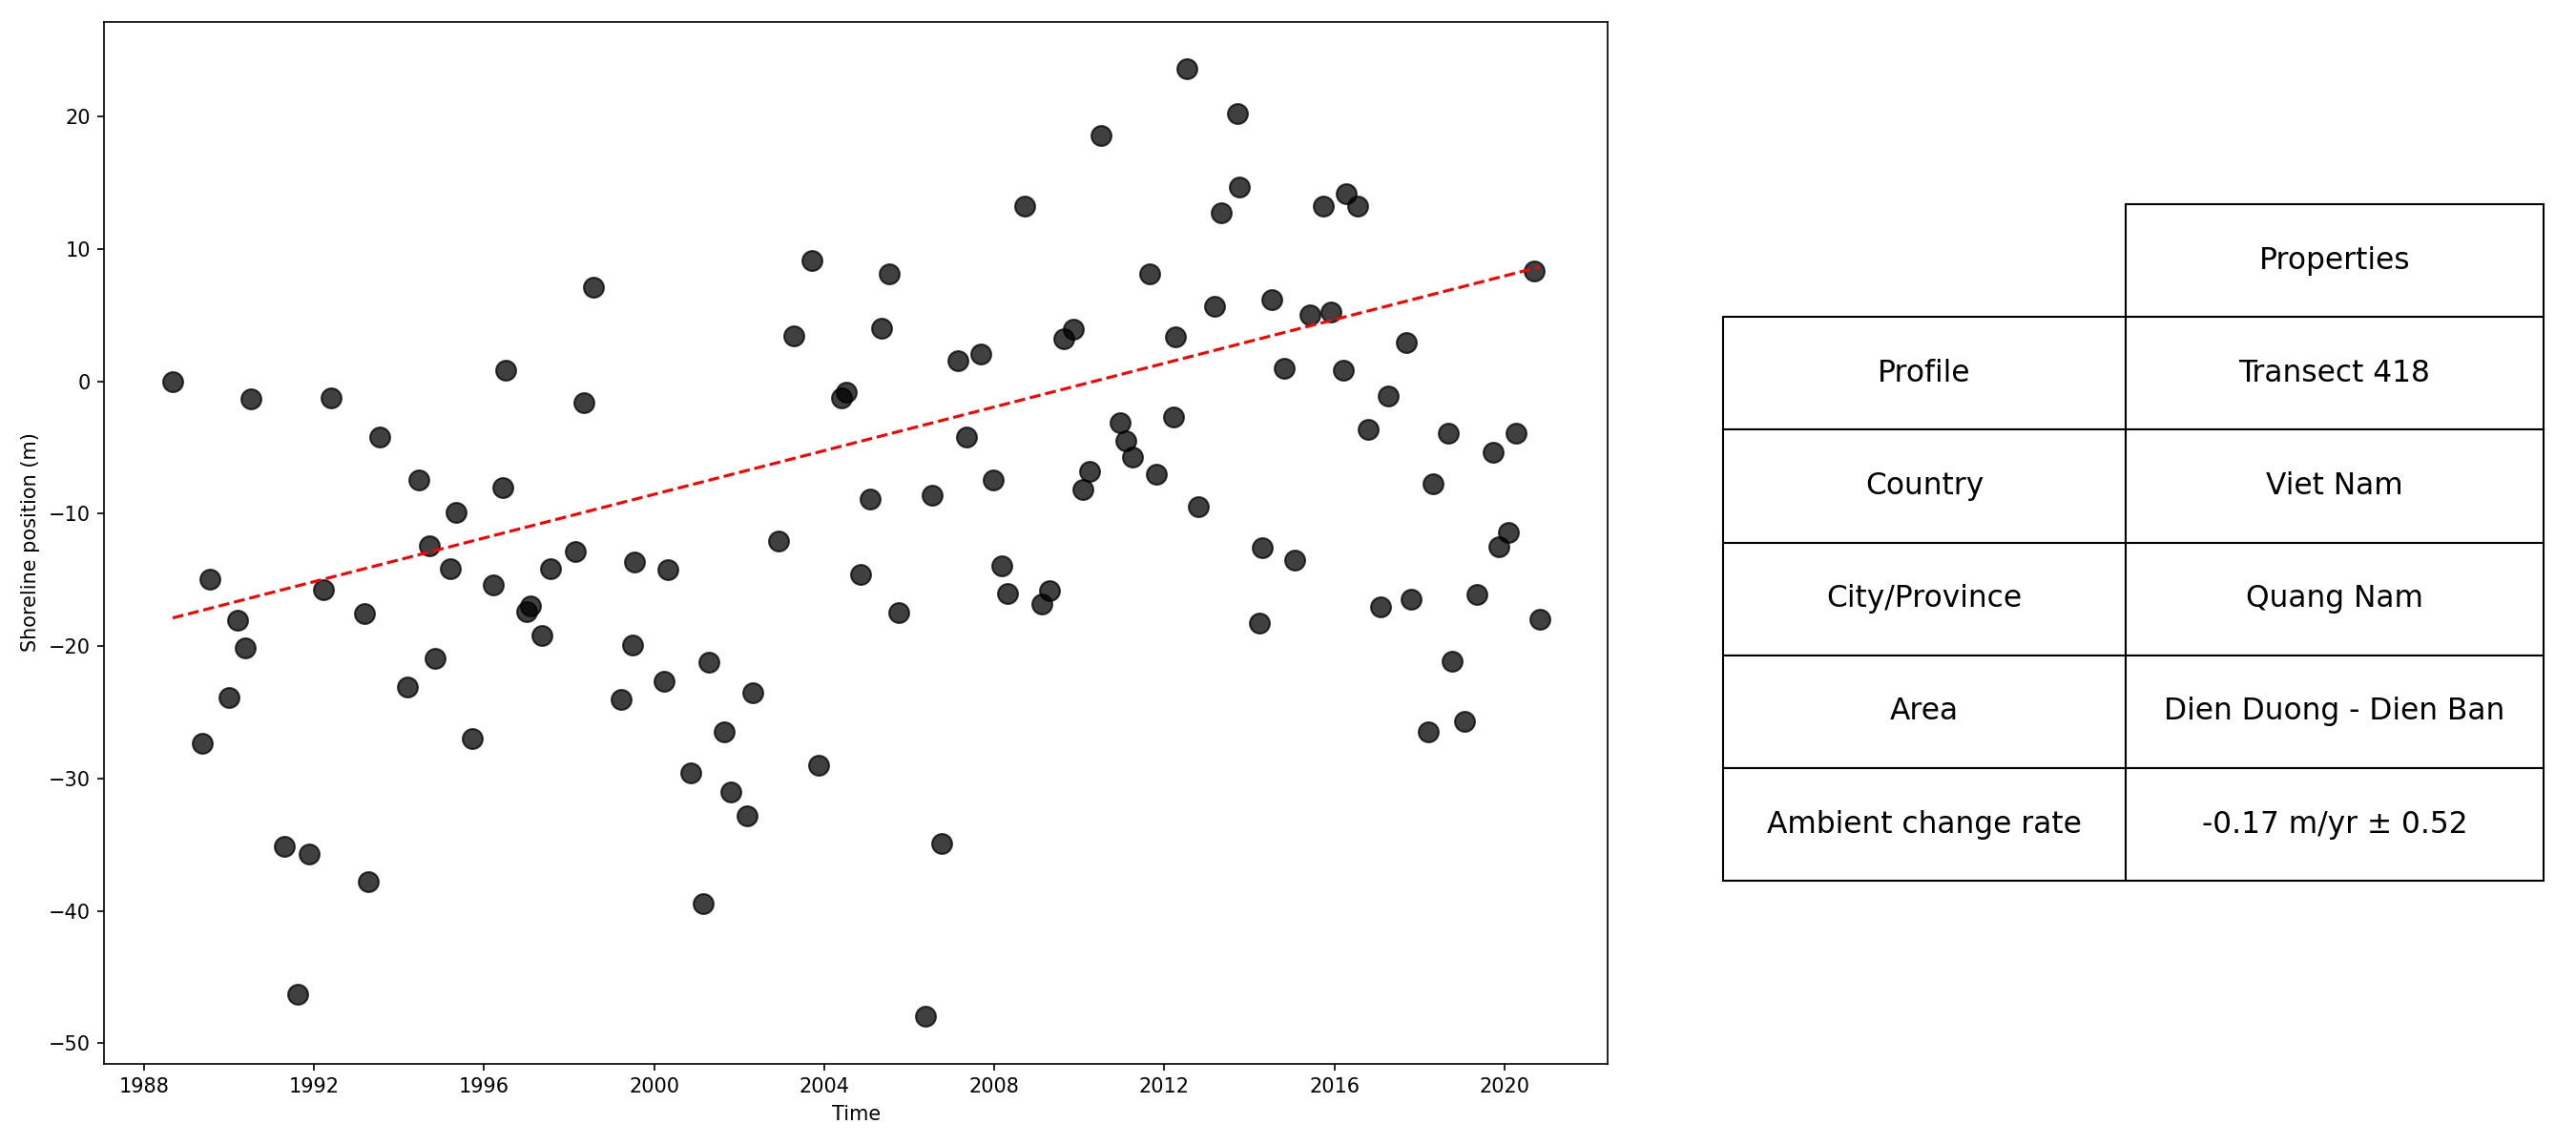 20
10
0
−10
−20
−30
−40
−50
Shoreline position (m)
1988 1992 1996 2000 2004 2008 2012 2016 2020
Time
Properties
Profile Transect 418
Country Viet Nam
City/Province Quang Nam
Area Dien Duong - Dien Ban
Ambient change rate -0.17 m/yr ± 0.52